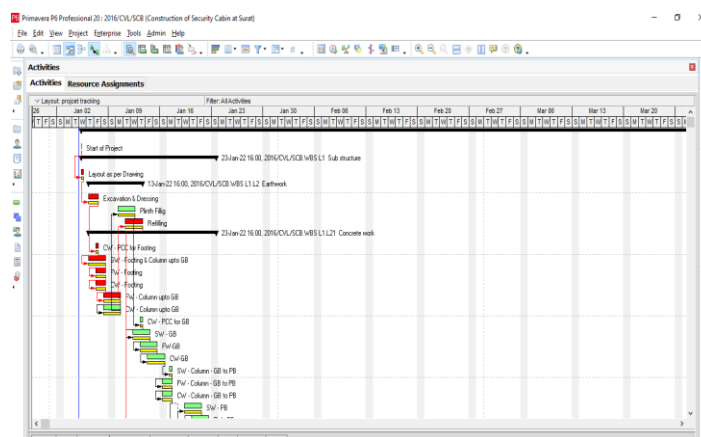 Primavera P6 Professional 20 : 2016/CVL/SCB (Construction of Security Cabin at Surat)
File Edit View Project Enterprise Tools Admin Help
Activities
Activities Resource Assignments
Layout: projet tracking Filter: All Activities
26 Jan 02 Jan 09 Jan 16 Jan 23 Jan 30 Feb 06 Feb 13 Feb 20 Feb 27 Mar 06 Mar 13 Mar 20
T F S S M T W T F S S M T W T F S S M T W T F S S M T W T F S S M T W T F S S M T W T F S S M T W T F S S M T W T F S S M T W T F S S M T W T F S S M T W T F S S M T W T F S S M T W T F S S M
Start of Project
23-Jan-22 16:00, 2016/CVL/SCB.WBS L1 Sub structure
Layout as per Drawing
13-Jan-22 16:00, 2016/CVL/SCB.WBS L1.L2 Earthwork
Excavation & Dressing
Plinth Fillig
Refilling
23-Jan-22 16:00, 2016/CVL/SCB.WBS L1.L21 Concrete work
CW - PCC for Footing
SW - Footing & Column upto GB
FW - Footing
CW - Footing
FW - Column upto GB
CW - Column upto GB
CW - PCC for GB
SW - GB
FW-GB
CW-GB
SW - Column - GB to PB
FW - Column - GB to PB
CW - Column - GB to PB
SW - PB